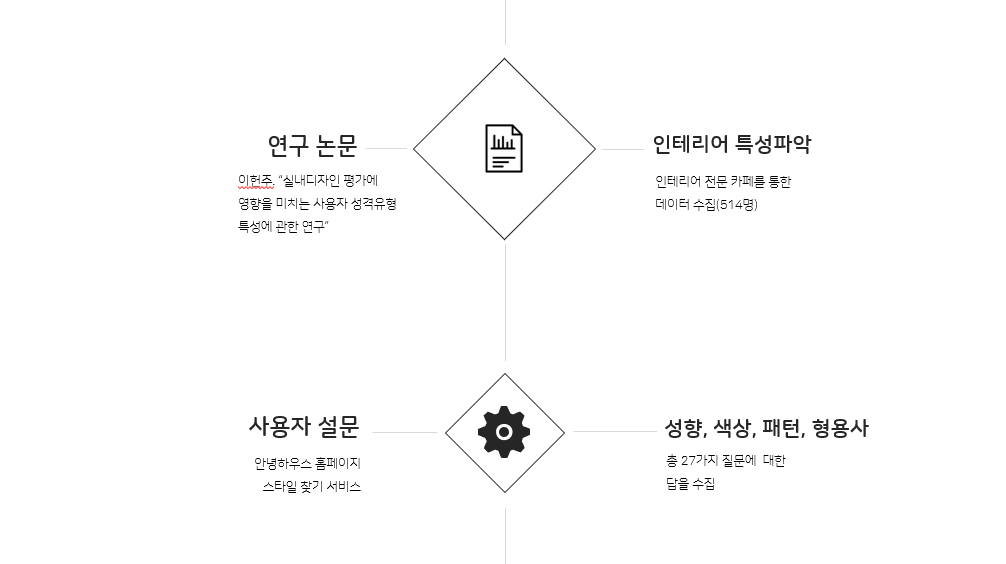 연구 논문
이헌주, "실내디자인 평가에
영향을 미치는 사용자 성격유형
특성에 관한 연구"
인테리어 특성파악
인테리어 전문 카페를 통한
데이터 수집(514명)
사용자 설문
안녕하우스 홈페이지
스타일 찾기 서비스
성향, 색상, 패턴, 형용사
총 27가지 질문에 대한
답을 수집